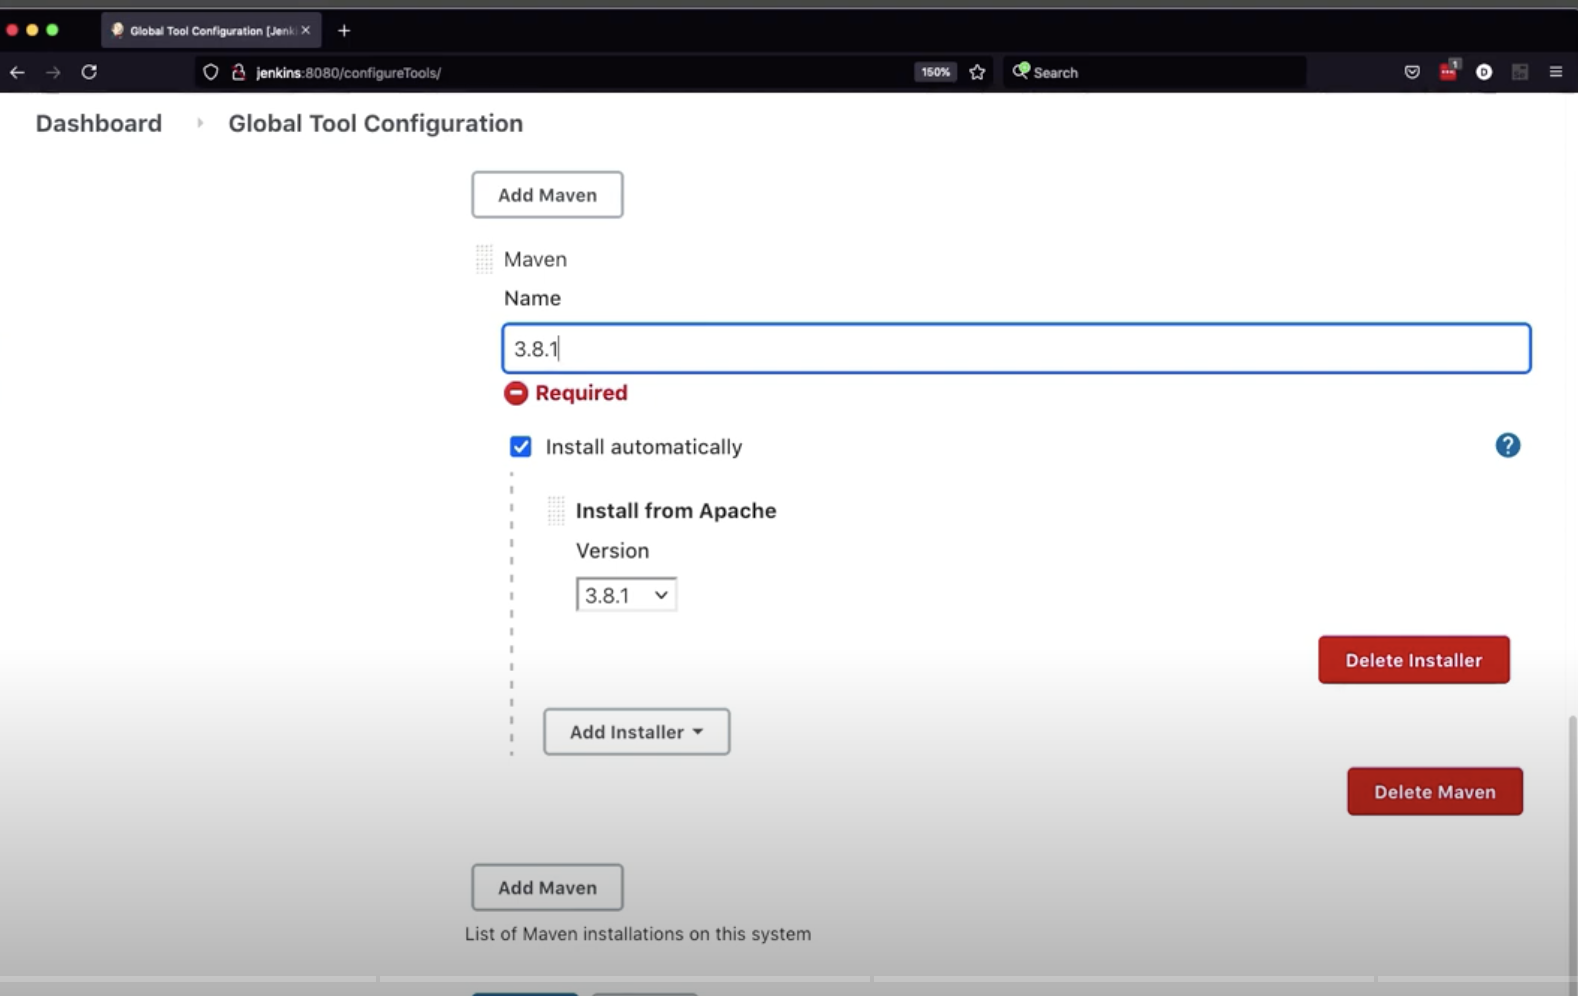 Global Tool Configuration [Jenk
jenkins:8080/configureTools/
150%
Search
1
D
Dashboard
Global Tool Configuration
Add Maven
Maven
Name
3.8.1
Required
Install automatically
?
Install from Apache
Version
3.8.1
Delete Installer
Add Installer
Delete Maven
Add Maven
List of Maven installations on this system